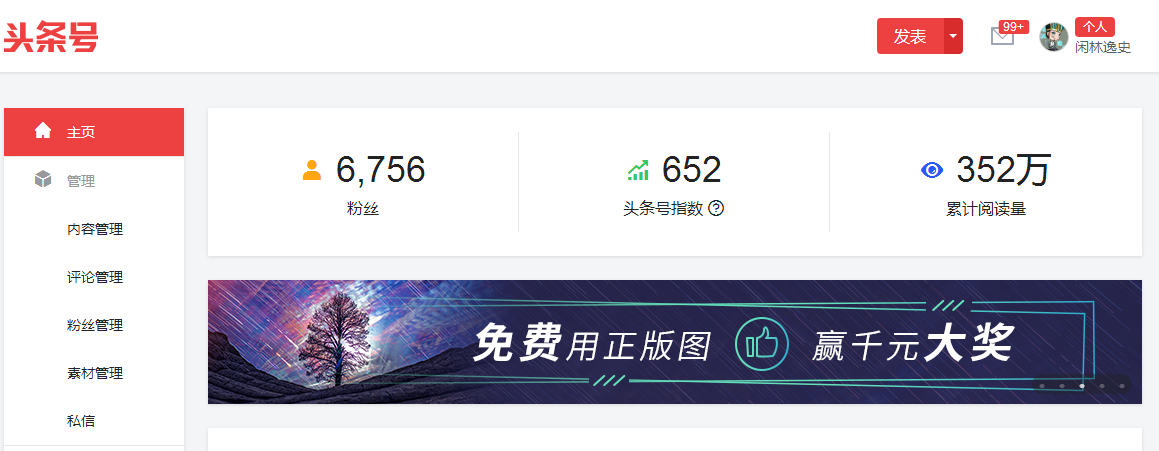 头条号
发表
99+
个人
闲林逸史
主页
管理
内容管理
评论管理
粉丝管理
素材管理
私信
6,756
粉丝
652
头条号指数
352万
累计阅读量
免费用正版图 赢千元大奖